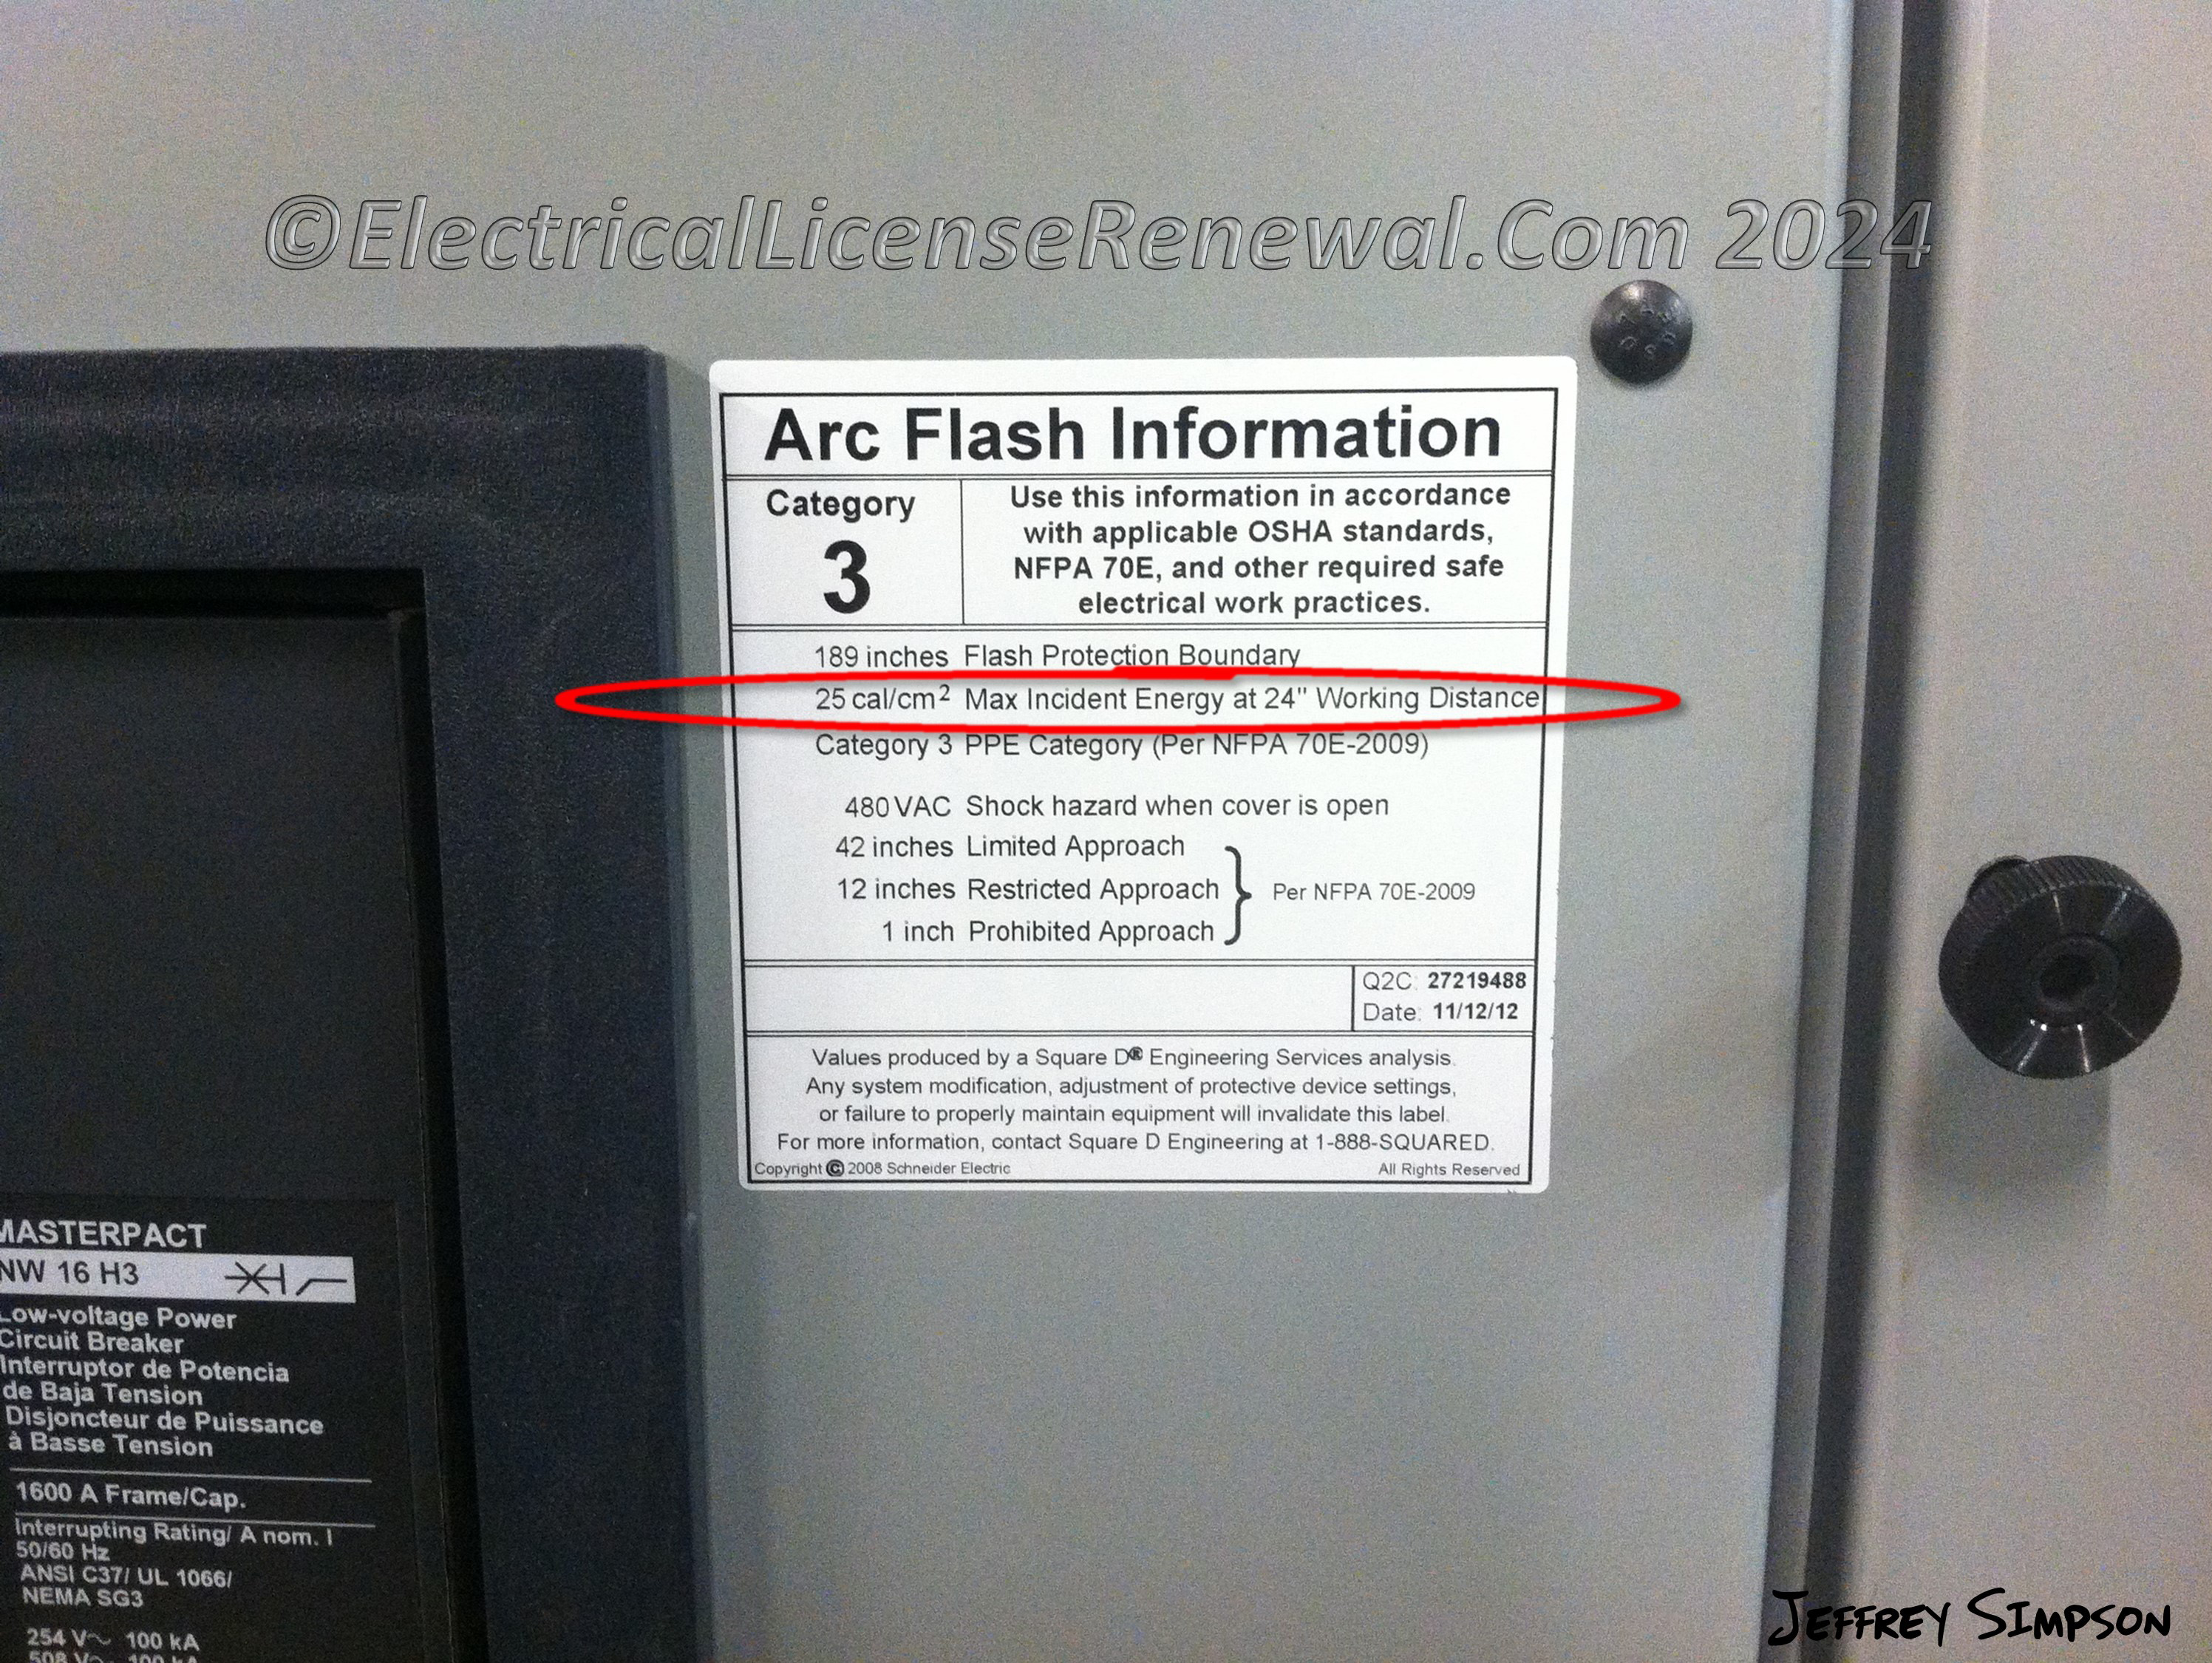 ©ElectricalLicenseRenewal.Com 2024
Arc Flash Information
Category
3
Use this information in accordance
with applicable OSHA standards,
NFPA 70E, and other required safe
electrical work practices.
189 inches Flash Protection Boundary
25 cal/cm² Max Incident Energy at 24" Working Distance
Category 3 PPE Category (Per NFPA 70E-2009)
480 VAC Shock hazard when cover is open
42 inches Limited Approach
12 inches Restricted Approach
1 inch Prohibited Approach
Per NFPA 70E-2009
Q2C: 27219488
Date: 11/12/12
Values produced by a Square D® Engineering Services analysis.
Any system modification, adjustment of protective device settings,
or failure to properly maintain equipment will invalidate this label.
For more information, contact Square D Engineering at 1-888-SQUARED.
Copyright © 2008 Schneider Electric
All Rights Reserved
MASTERPACT
NW 16 H3
Low-voltage Power
Circuit Breaker
Interruptor de Potencia
de Baja Tension
Disjoncteur de Puissance
à Basse Tension
1600 A Frame/Cap.
Interrupting Rating/ A nom. I
50/60 Hz
ANSI C37/ UL 1066/
NEMA SG3
254 V~ 100 kA
508 V~ 100 kA
Jeffrey Simpson